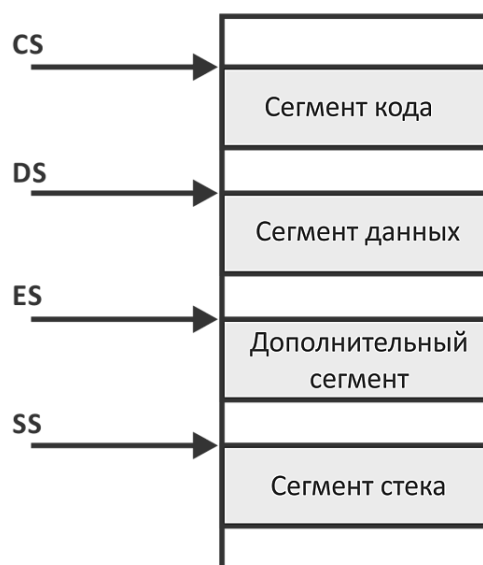 CS
Сегмент кода
DS
Сегмент данных
ES
Дополнительный
сегмент
SS
Сегмент стека